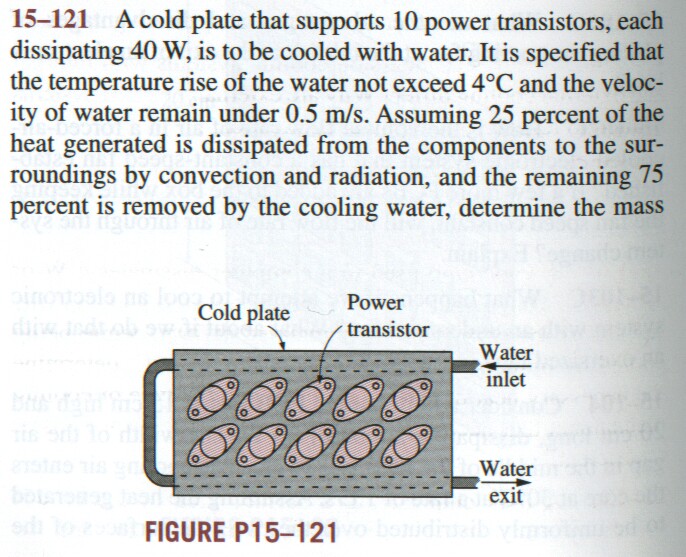 15–121 A cold plate that supports 10 power transistors, each
dissipating 40 W, is to be cooled with water. It is specified that
the temperature rise of the water not exceed 4°C and the veloc-
ity of water remain under 0.5 m/s. Assuming 25 percent of the
heat generated is dissipated from the components to the sur-
roundings by convection and radiation, and the remaining 75
percent is removed by the cooling water, determine the mass
Cold plate
Power
transistor
Water
inlet
Water
exit
FIGURE P15–121